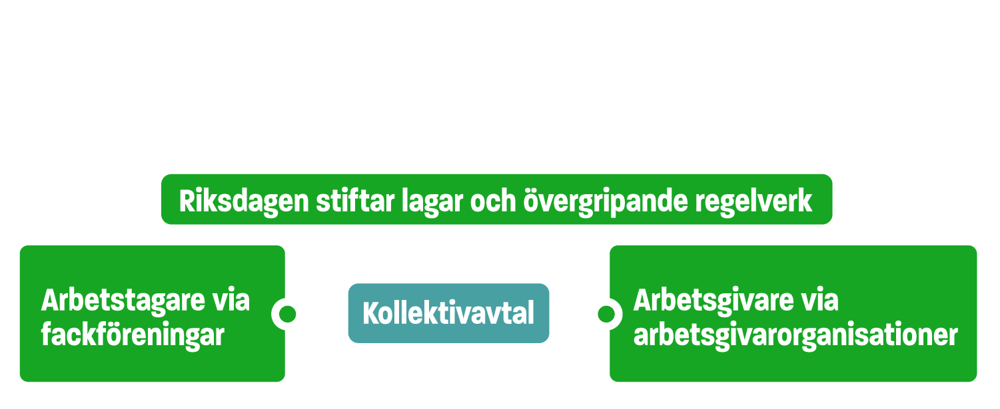 Riksdagen stiftar lagar och övergripande regelverk
Arbetstagare via
fackföreningar
Kollektivavtal
Arbetsgivare via
arbetsgivarorganisationer